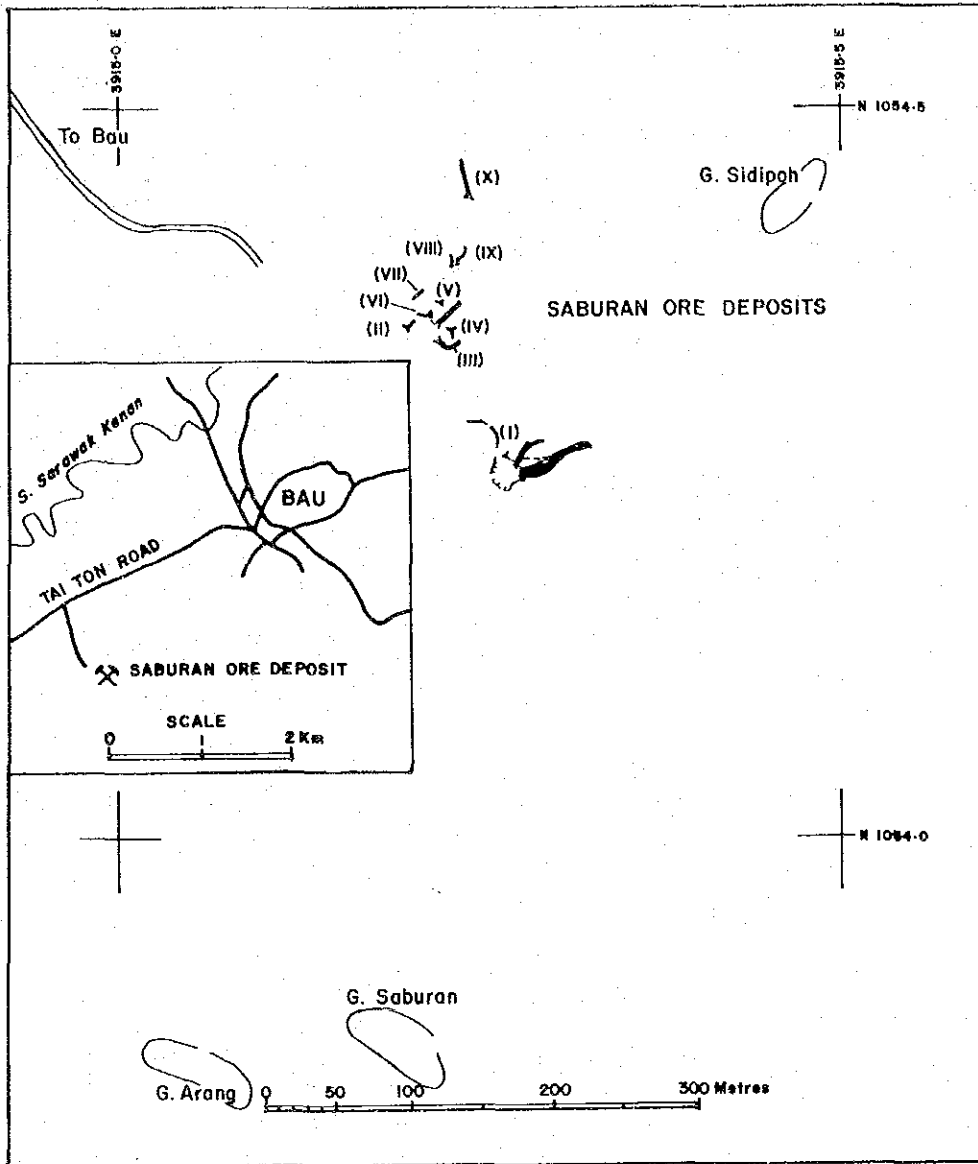 3915·0 E
3915·5 E
N 1054·5
To Bau
G. Sidipoh
(X)
(VIII)
(IX)
(VII)
(V)
(VI)
(II)
(IV)
(III)
SABURAN ORE DEPOSITS
(I)
S. Sarawak Kanan
BAU
TAI TON ROAD
SABURAN ORE DEPOSIT
SCALE
0 1 2 Km
N 1054·0
G. Saburan
G. Arang
0 50 100 200 300 Metres